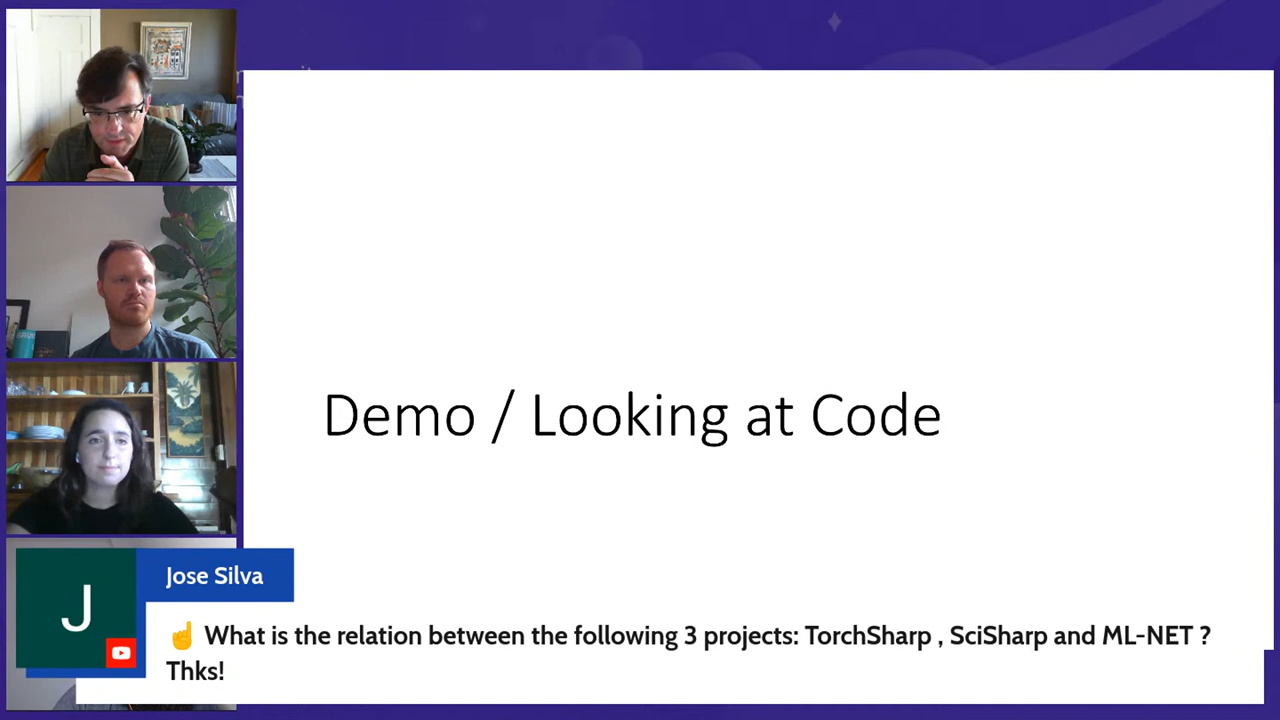 Demo / Looking at Code
J
Jose Silva
☝ What is the relation between the following 3 projects: TorchSharp , SciSharp and ML-NET ?
Thks!